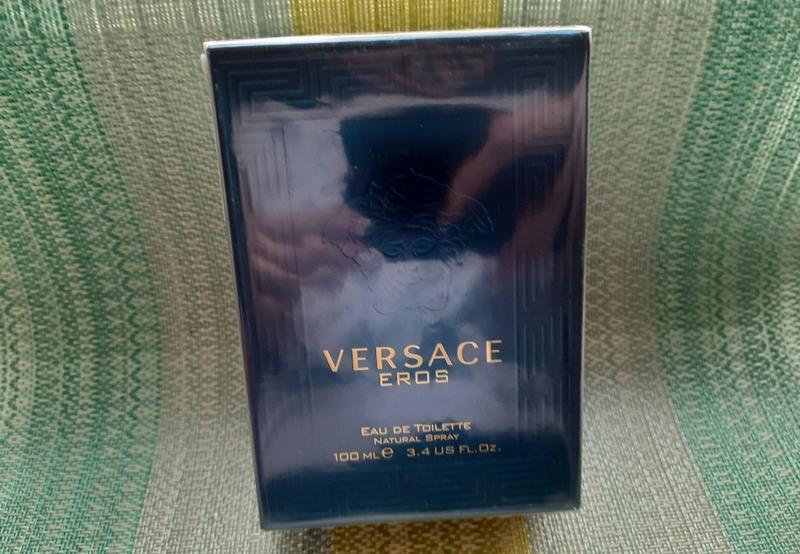 VERSACE
EROS
EAU DE TOILETTE
NATURAL SPRAY
100 ML ℮ 3.4 US FL.OZ.